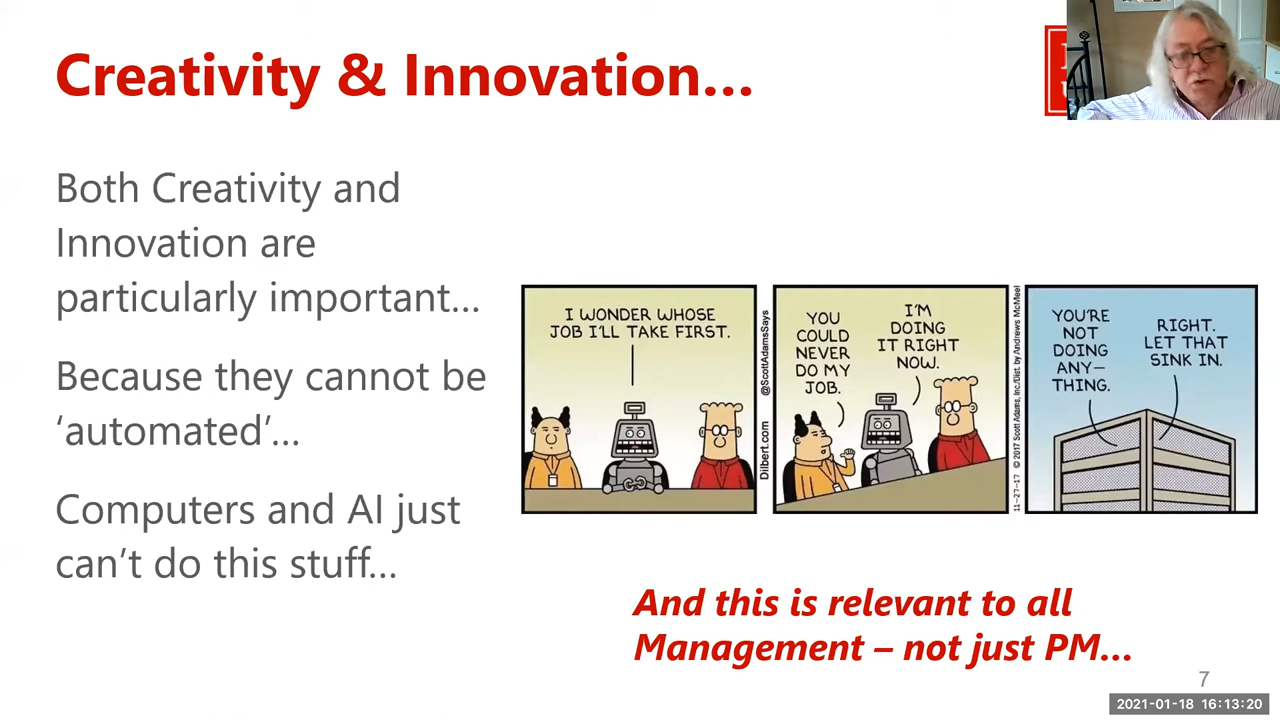 Creativity & Innovation...
Both Creativity and
Innovation are
particularly important...
Because they cannot be
‘automated’...
Computers and AI just
can’t do this stuff...
I WONDER WHOSE
JOB I'LL TAKE FIRST.
Dilbert.com @ScottAdamsSays
YOU
COULD
NEVER
DO MY
JOB.
I'M
DOING
IT RIGHT
NOW.
11-27-17 © 2017 Scott Adams, Inc./Dist. by Andrews McMeel
YOU'RE
NOT
DOING
ANY–
THING.
RIGHT.
LET THAT
SINK IN.
And this is relevant to all
Management – not just PM...
7
2021-01-18 16:13:20